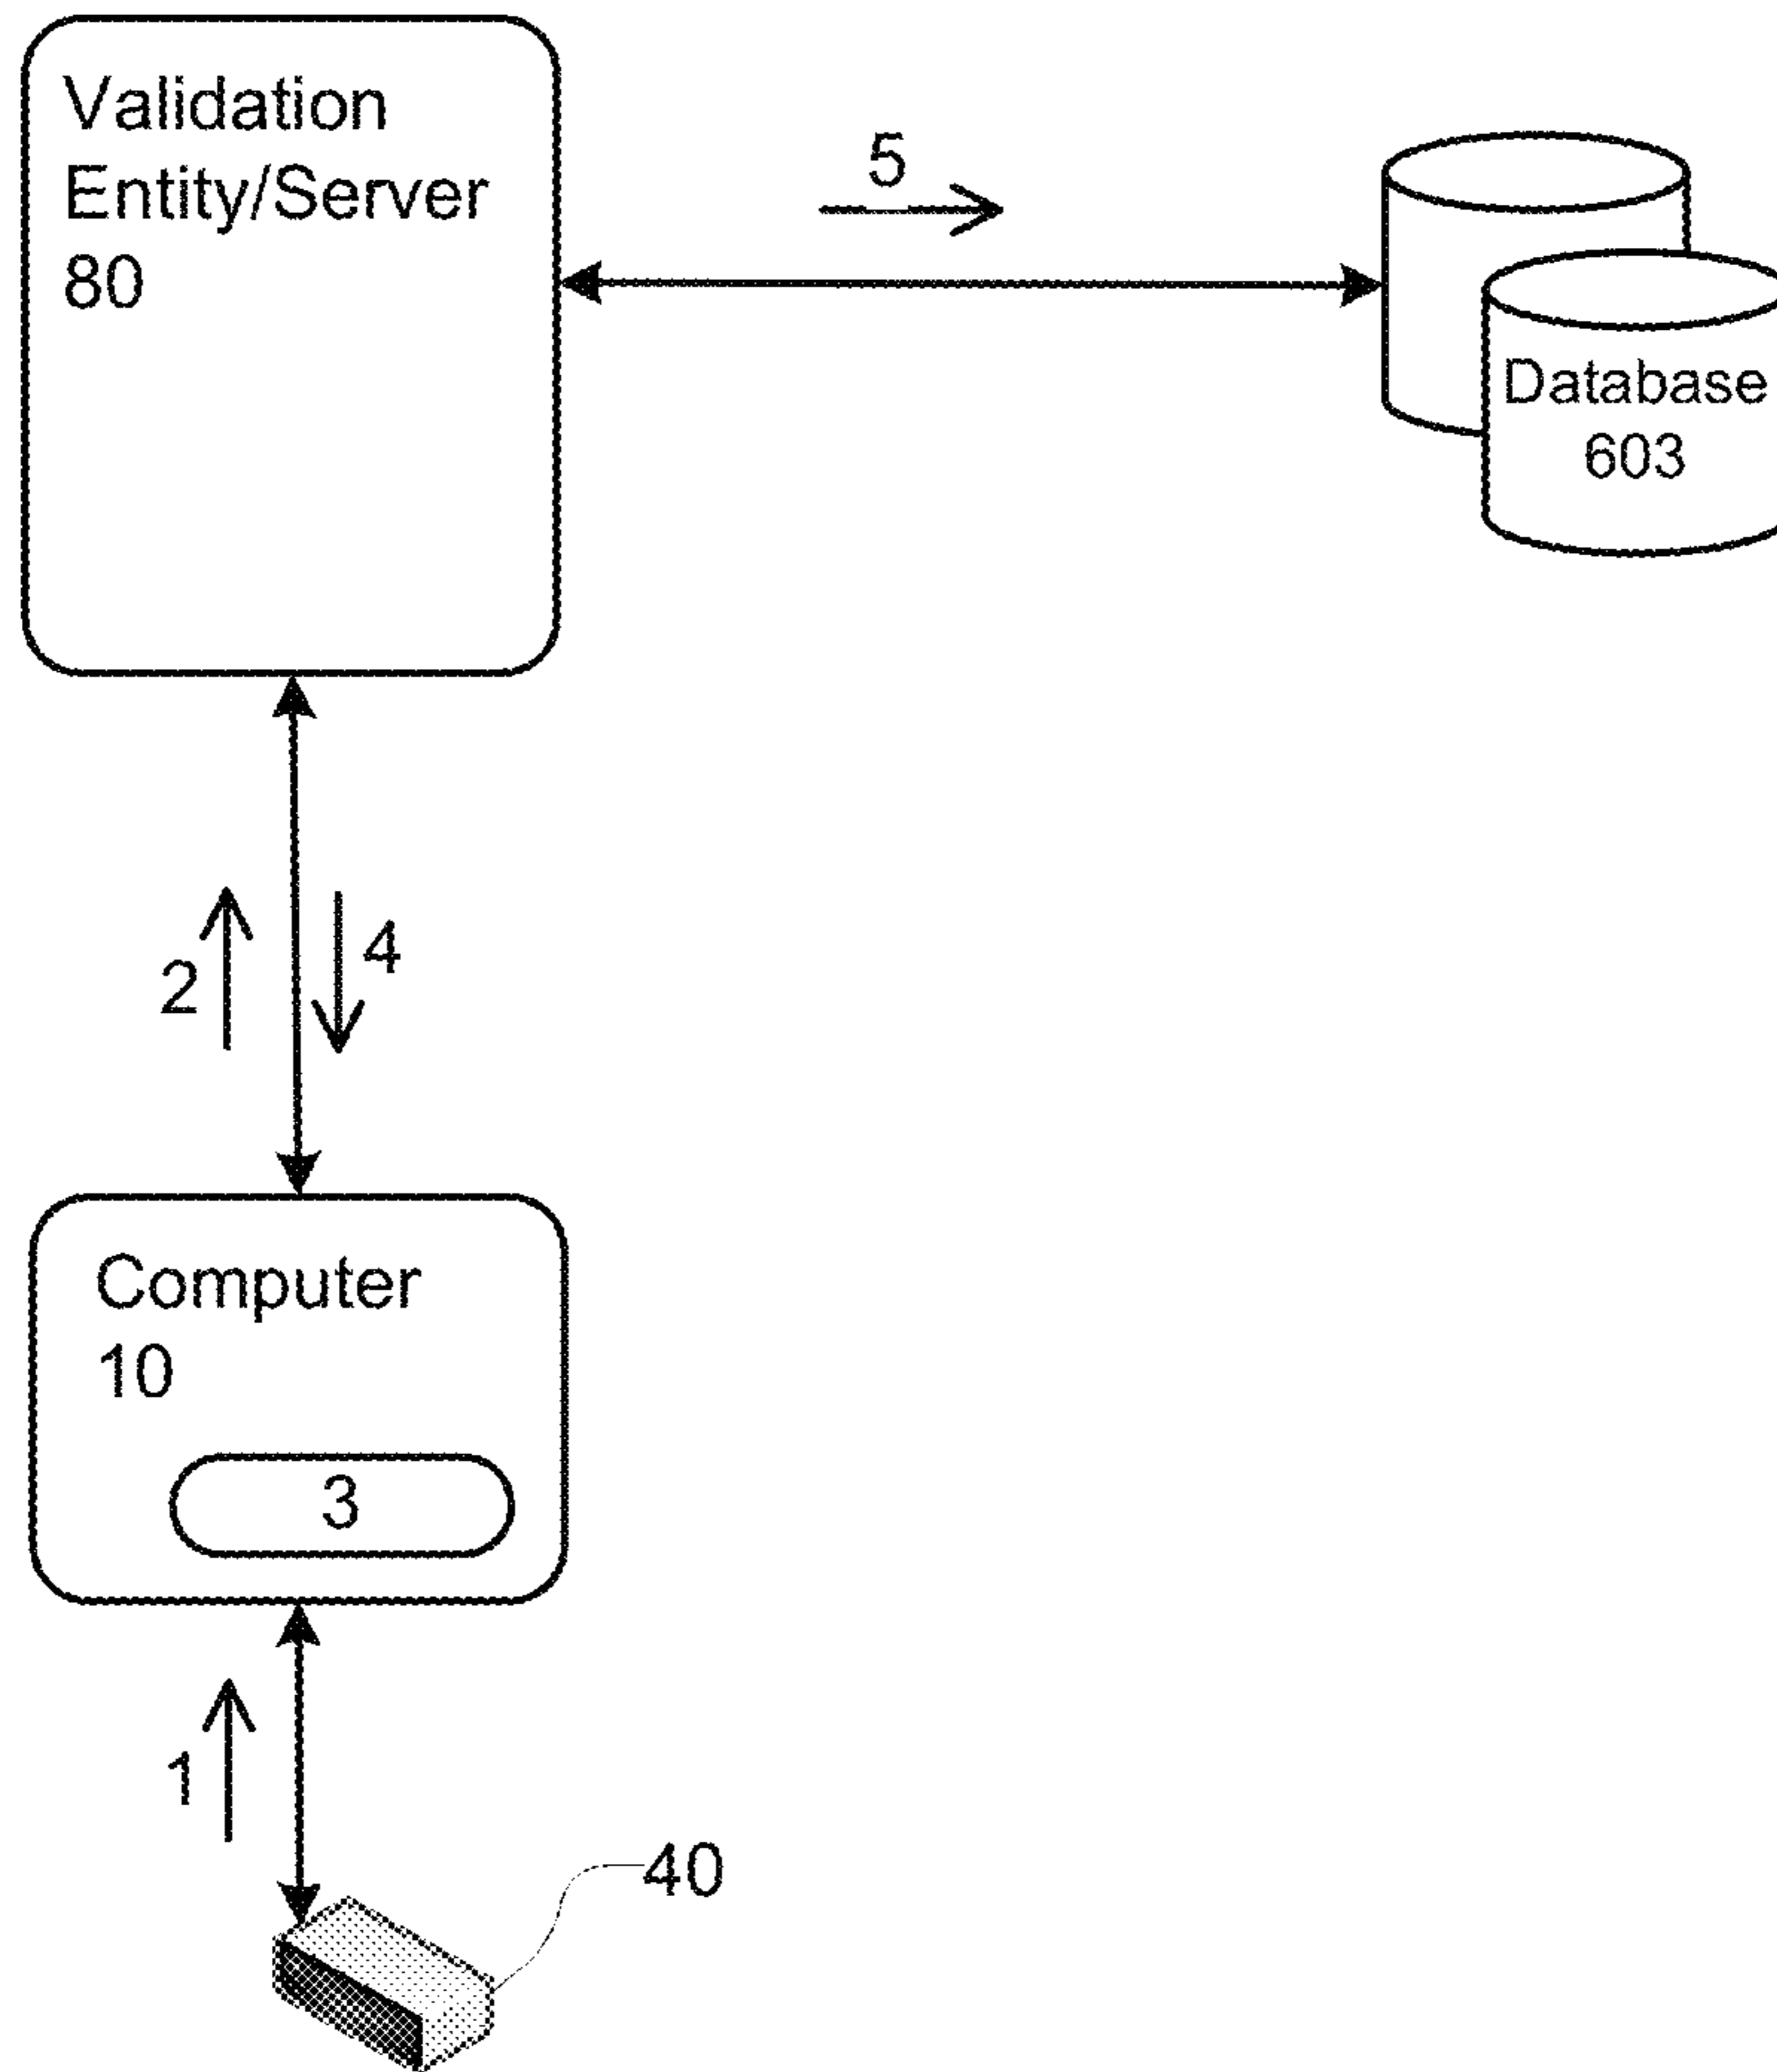 Validation
Entity/Server
80
5
Database
603
2
4
Computer
10
3
1
40